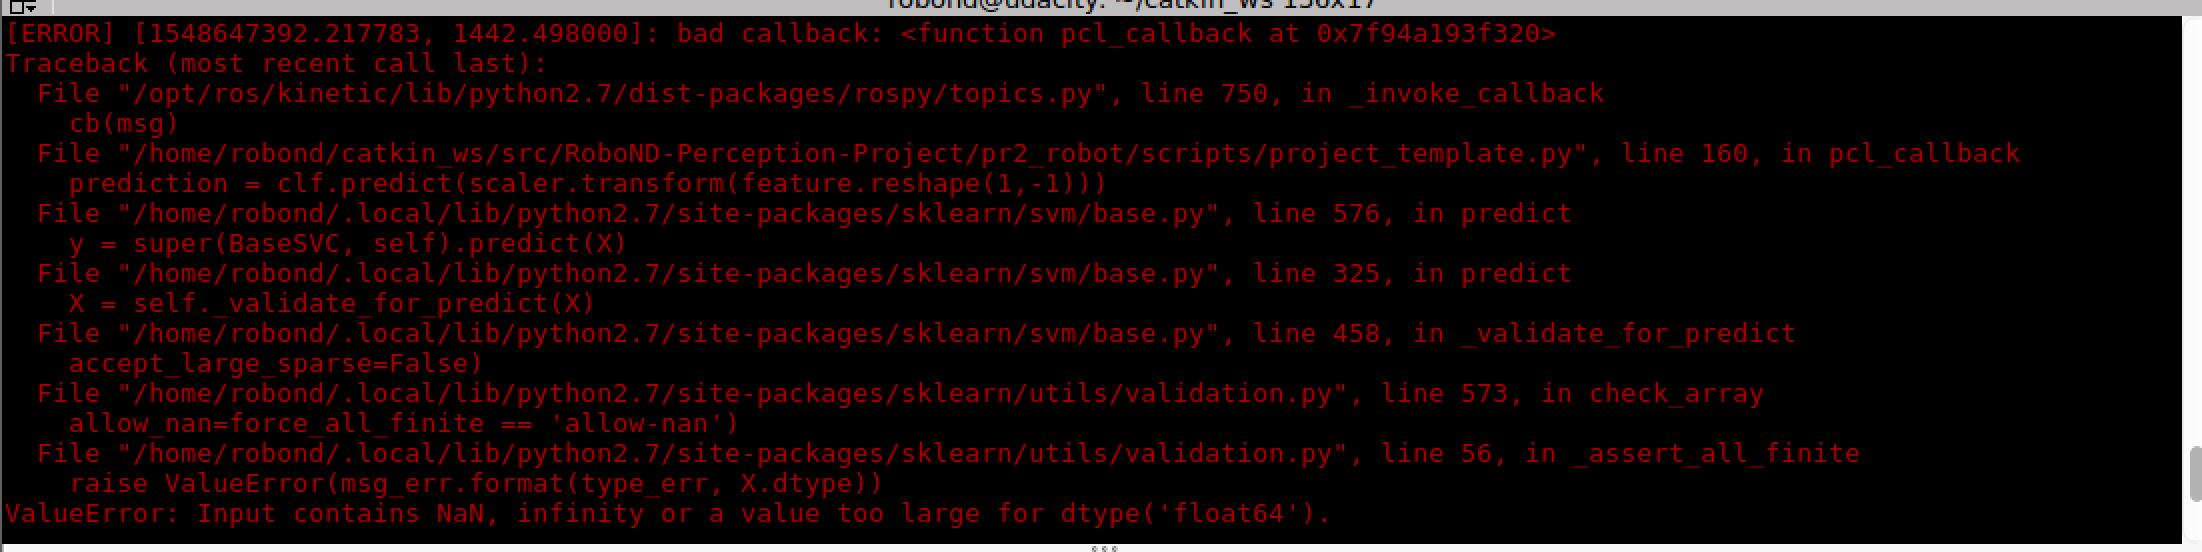 robond@udacity: ~/catkin_ws 136x17
[ERROR] [1548647392.217783, 1442.498000]: bad callback: <function pcl_callback at 0x7f94a193f320>
Traceback (most recent call last):
  File "/opt/ros/kinetic/lib/python2.7/dist-packages/rospy/topics.py", line 750, in _invoke_callback
    cb(msg)
  File "/home/robond/catkin_ws/src/RoboND-Perception-Project/pr2_robot/scripts/project_template.py", line 160, in pcl_callback
    prediction = clf.predict(scaler.transform(feature.reshape(1,-1)))
  File "/home/robond/.local/lib/python2.7/site-packages/sklearn/svm/base.py", line 576, in predict
    y = super(BaseSVC, self).predict(X)
  File "/home/robond/.local/lib/python2.7/site-packages/sklearn/svm/base.py", line 325, in predict
    X = self._validate_for_predict(X)
  File "/home/robond/.local/lib/python2.7/site-packages/sklearn/svm/base.py", line 458, in _validate_for_predict
    accept_large_sparse=False)
  File "/home/robond/.local/lib/python2.7/site-packages/sklearn/utils/validation.py", line 573, in check_array
    allow_nan=force_all_finite == 'allow-nan')
  File "/home/robond/.local/lib/python2.7/site-packages/sklearn/utils/validation.py", line 56, in _assert_all_finite
    raise ValueError(msg_err.format(type_err, X.dtype))
ValueError: Input contains NaN, infinity or a value too large for dtype('float64').